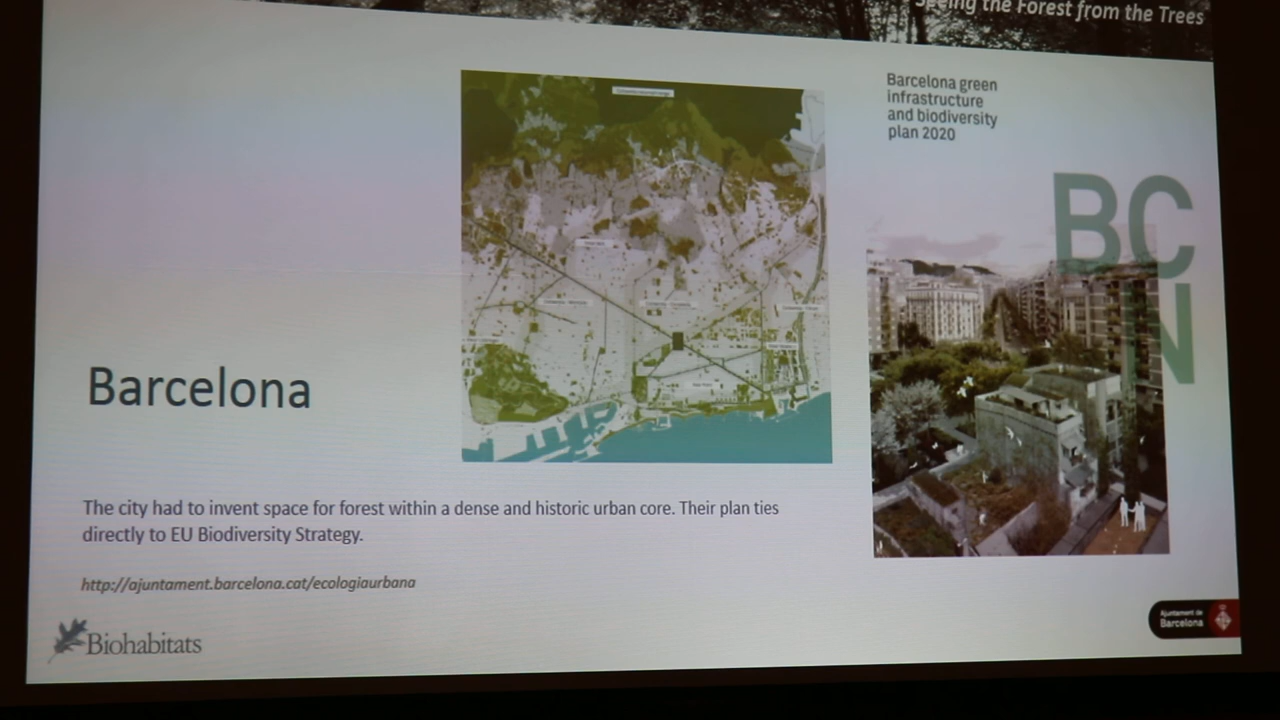 Seeing the Forest from the Trees
Barcelona green
infrastructure
and biodiversity
plan 2020
BC
N
Barcelona
The city had to invent space for forest within a dense and historic urban core. Their plan ties
directly to EU Biodiversity Strategy.
http://ajuntament.barcelona.cat/ecologiaurbana
Biohabitats
Ajuntament de
Barcelona